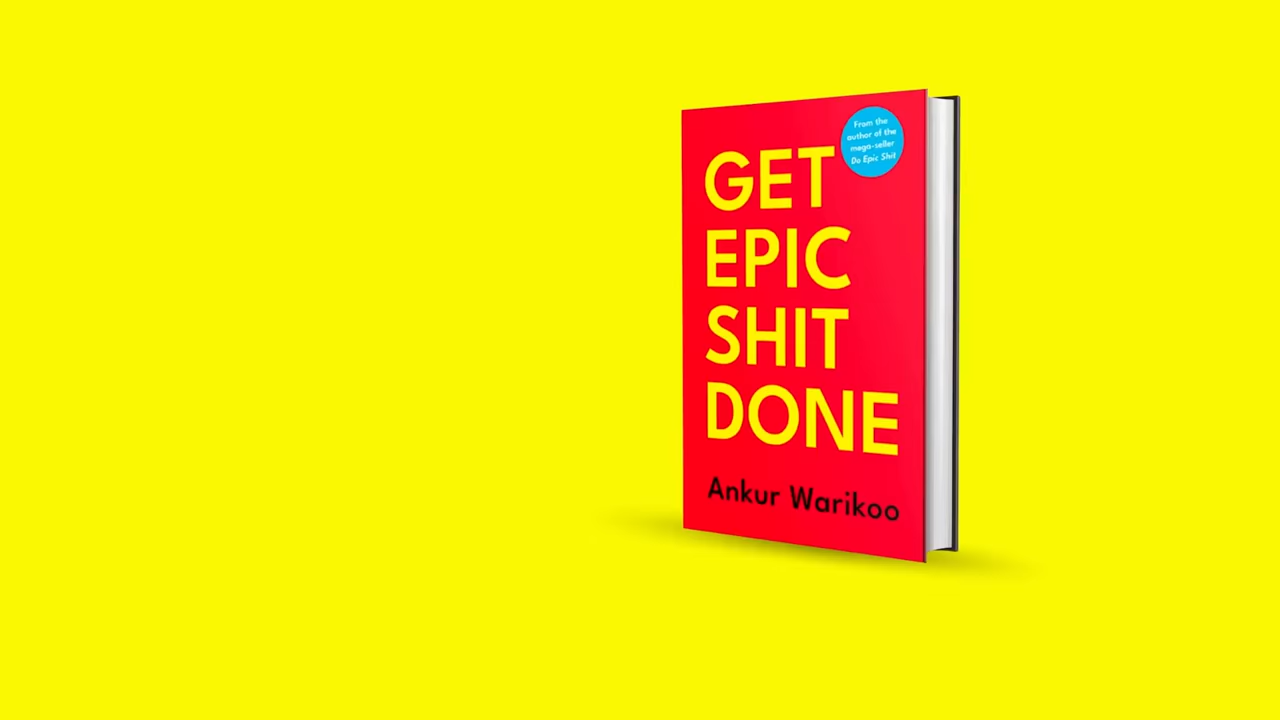 From the
author of the
mega-seller
Do Epic Shit
GET
EPIC
SHIT
DONE
Ankur Warikoo